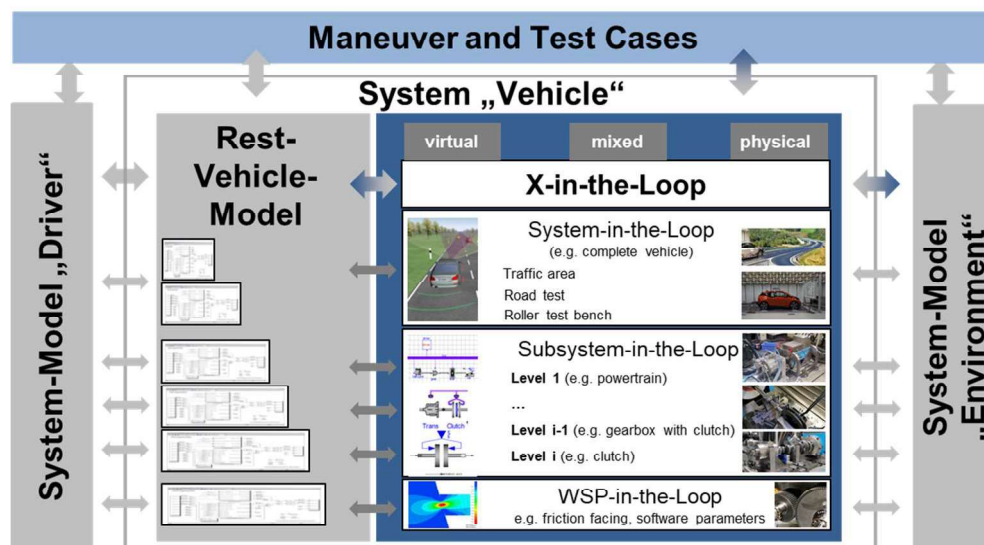 Maneuver and Test Cases
System-Model „Driver“
System „Vehicle“
Rest-
Vehicle-
Model
virtual
mixed
physical
X-in-the-Loop
System-in-the-Loop
(e.g. complete vehicle)
Traffic area
Road test
Roller test bench
Subsystem-in-the-Loop
Level 1 (e.g. powertrain)
...
Trans Clutch
Level i-1 (e.g. gearbox with clutch)
Level i (e.g. clutch)
WSP-in-the-Loop
e.g. friction facing, software parameters
System-Model
„Environment“